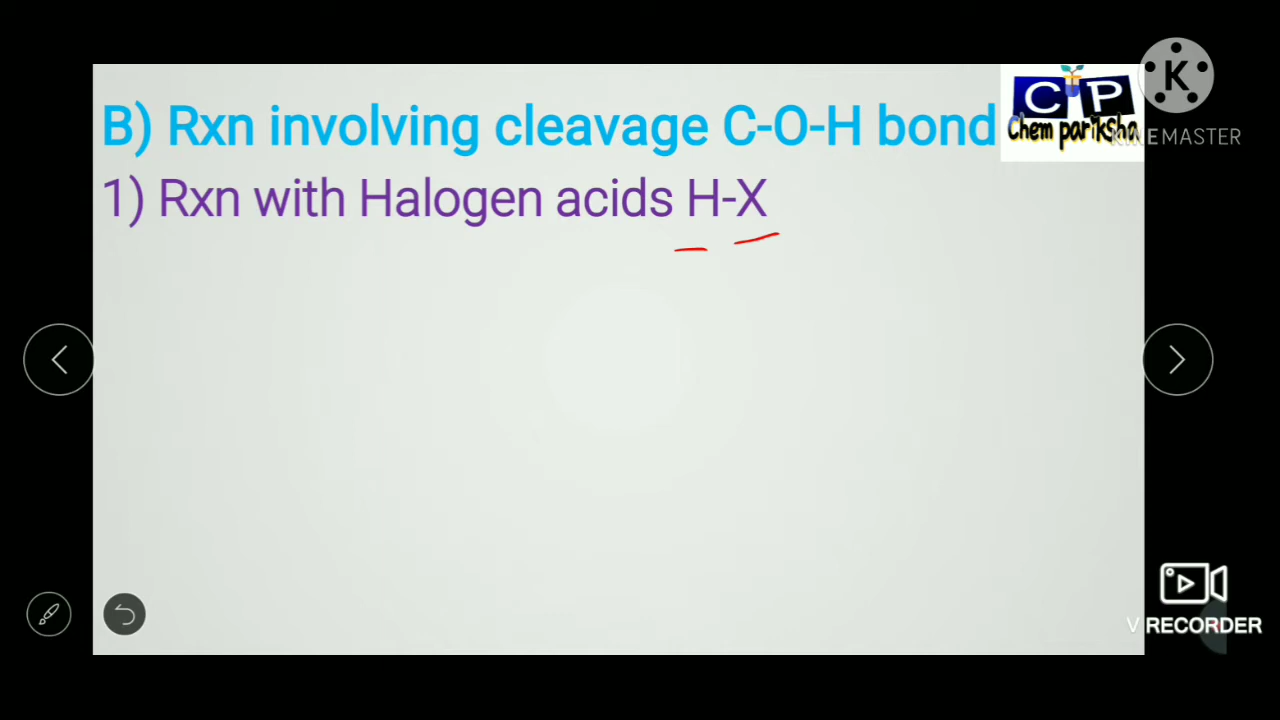 B) Rxn involving cleavage C-O-H bond
1) Rxn with Halogen acids H-X
CP
Chem pariksha
K
KINEMASTER
V RECORDER